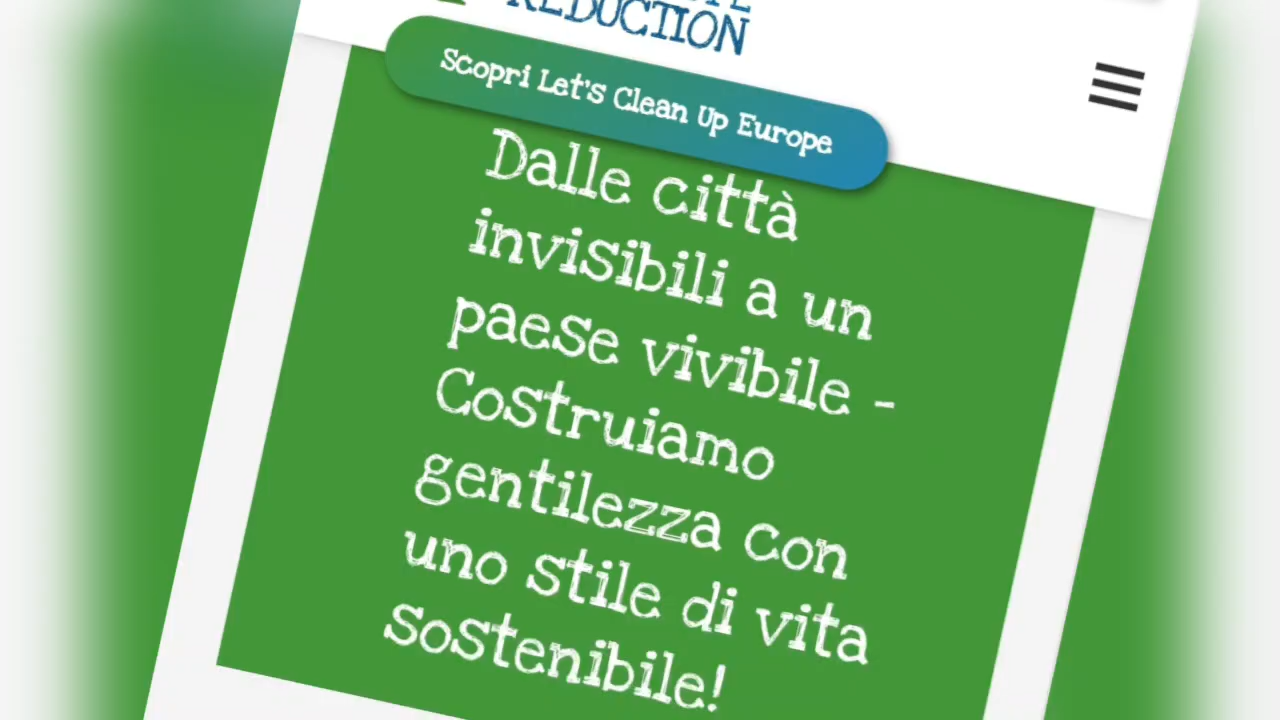 REDUCTION
Scopri Let's Clean Up Europe
Dalle città
invisibili a un
paese vivibile -
Costruiamo
gentilezza con
uno stile di vita
sostenibile!